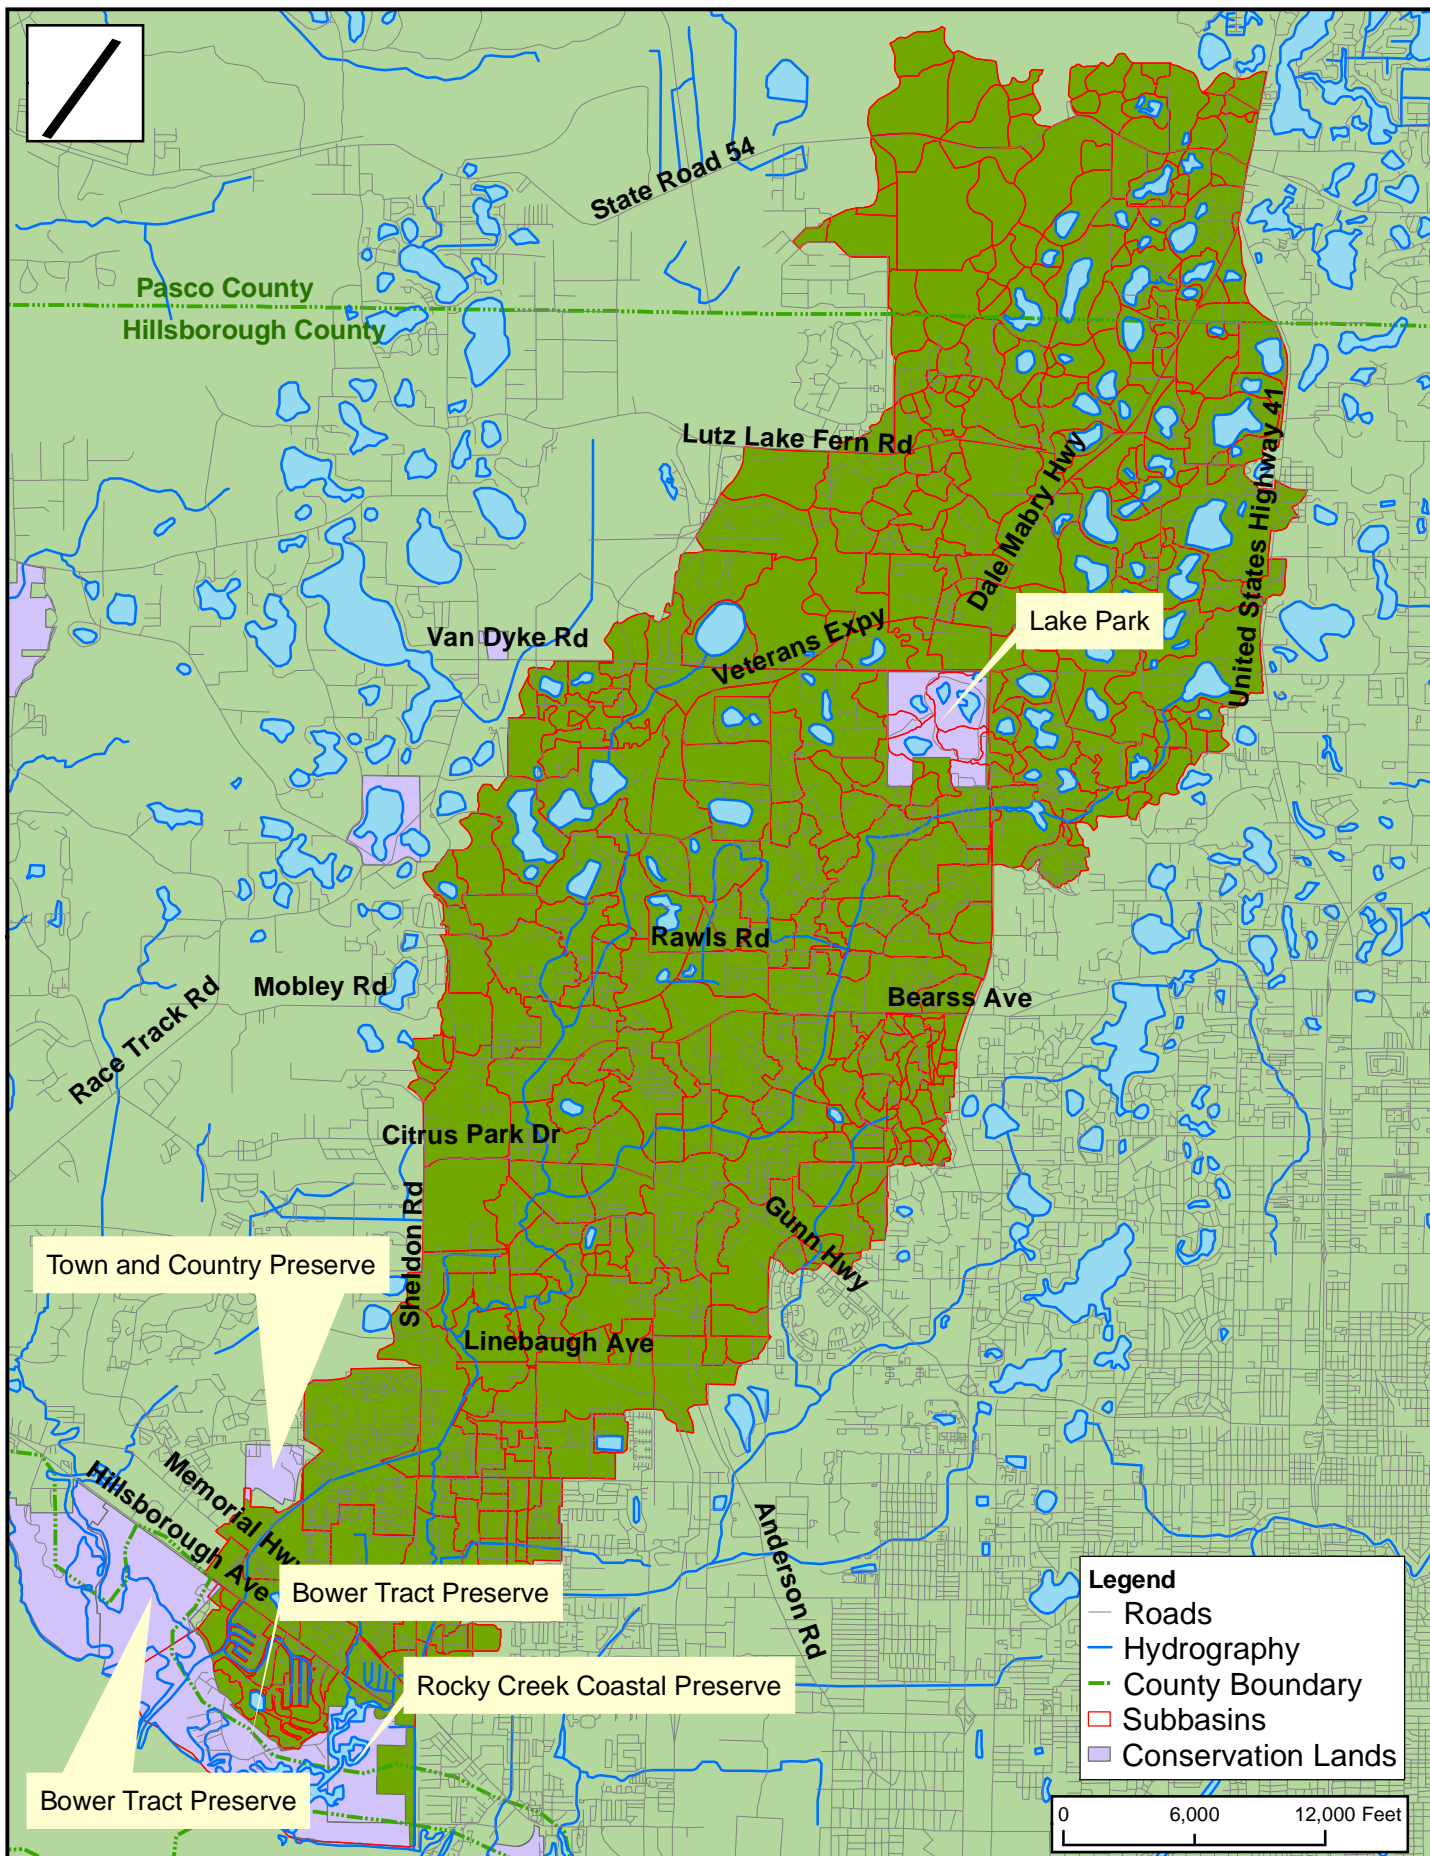 State Road 54
Pasco County
Hillsborough County
Lutz Lake Fern Rd
Dale Mabry Hwy
United States Highway 41
Lake Park
Van Dyke Rd
Veterans Expy
Rawls Rd
Mobley Rd
Bearss Ave
Race Track Rd
Citrus Park Dr
Sheldon Rd
Gunn Hwy
Town and Country Preserve
Linebaugh Ave
Memorial Hwy
Hillsborough Ave
Anderson Rd
Bower Tract Preserve
Rocky Creek Coastal Preserve
Bower Tract Preserve
Legend
Roads
Hydrography
County Boundary
Subbasins
Conservation Lands
0 6,000 12,000 Feet